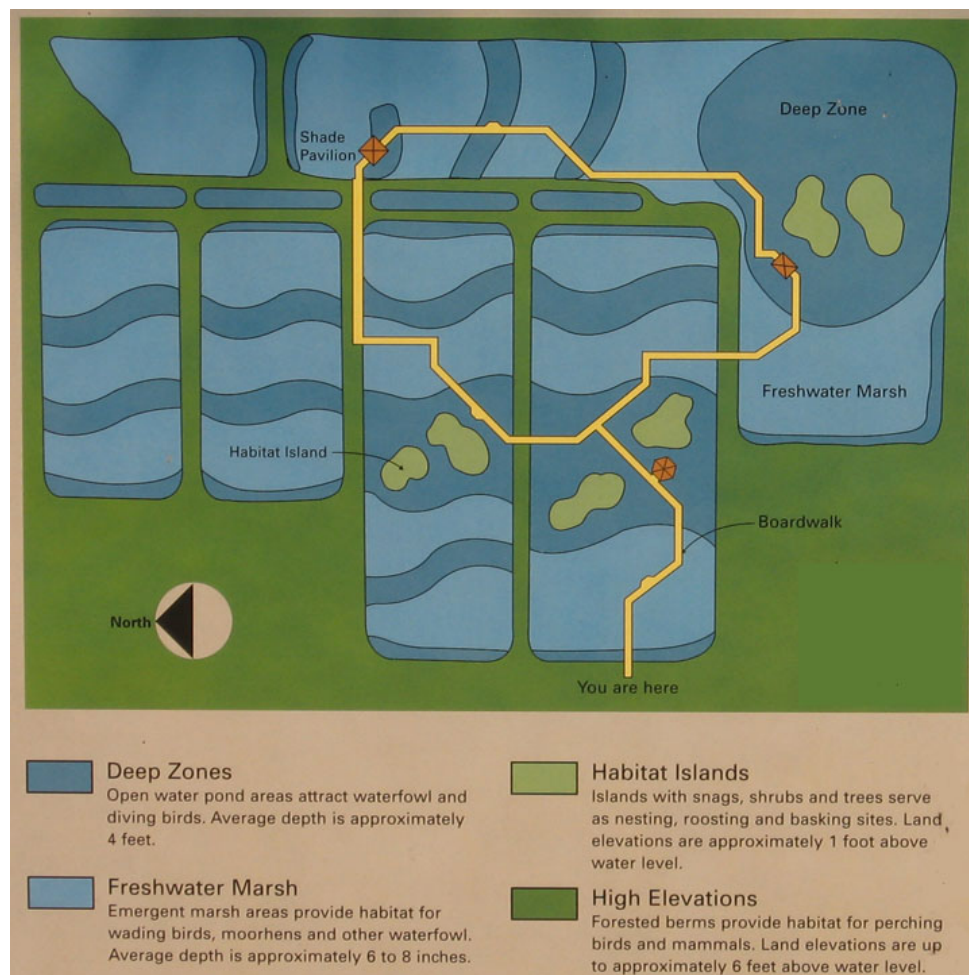 Deep Zone
Shade
Pavilion
Freshwater Marsh
Habitat Island
Boardwalk
North
You are here
Deep Zones
Open water pond areas attract waterfowl and
diving birds. Average depth is approximately
4 feet.
Freshwater Marsh
Emergent marsh areas provide habitat for
wading birds, moorhens and other waterfowl.
Average depth is approximately 6 to 8 inches.
Habitat Islands
Islands with snags, shrubs and trees serve
as nesting, roosting and basking sites. Land
elevations are approximately 1 foot above
water level.
High Elevations
Forested berms provide habitat for perching
birds and mammals. Land elevations are up
to approximately 6 feet above water level.